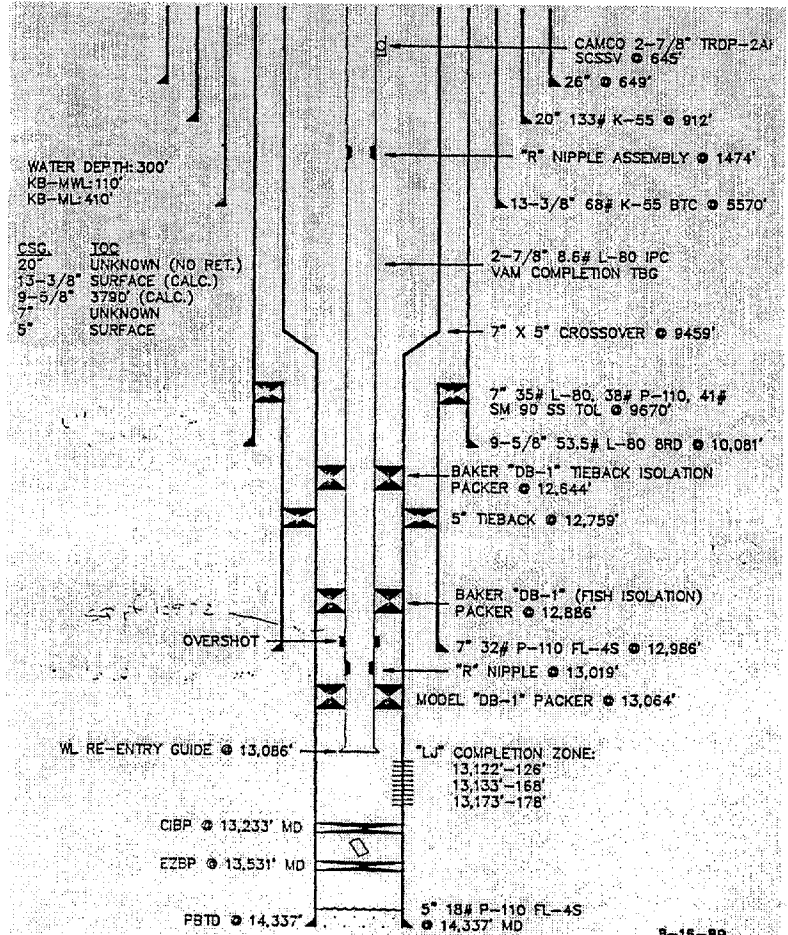 CAMCO 2-7/8" TRDP-2A
SCSSV @ 645'
26" @ 649'
20" 133# K-55 @ 912'
"R" NIPPLE ASSEMBLY @ 1474'
WATER DEPTH: 300'
KB-MWL: 110'
KB-ML: 410'
13-3/8" 68# K-55 BTC @ 5570'
CSG. TOC
20" UNKNOWN (NO RET.)
13-3/8" SURFACE (CALC.)
9-5/8" 3790' (CALC.)
7" UNKNOWN
5" SURFACE
2-7/8" 8.6# L-80 IPC
VAM COMPLETION TBG
7" X 5" CROSSOVER @ 9459'
7" 35# L-80, 38# P-110, 41#
SM 90 SS TOL @ 9670'
9-5/8" 53.5# L-80 8RD @ 10,081'
BAKER "DB-1" TIEBACK ISOLATION
PACKER @ 12,644'
5" TIEBACK @ 12,759'
BAKER "DB-1" (FISH ISOLATION)
PACKER @ 12,886'
OVERSHOT
7" 32# P-110 FL-4S @ 12,986'
"R" NIPPLE @ 13,019'
MODEL "DB-1" PACKER @ 13,064'
WL RE-ENTRY GUIDE @ 13,086'
"LJ" COMPLETION ZONE:
13,122'-126'
13,133'-168'
13,173'-178'
CIBP @ 13,233' MD
EZBP @ 13,531' MD
5" 18# P-110 FL-4S
@ 14,337' MD
PBTD @ 14,337'